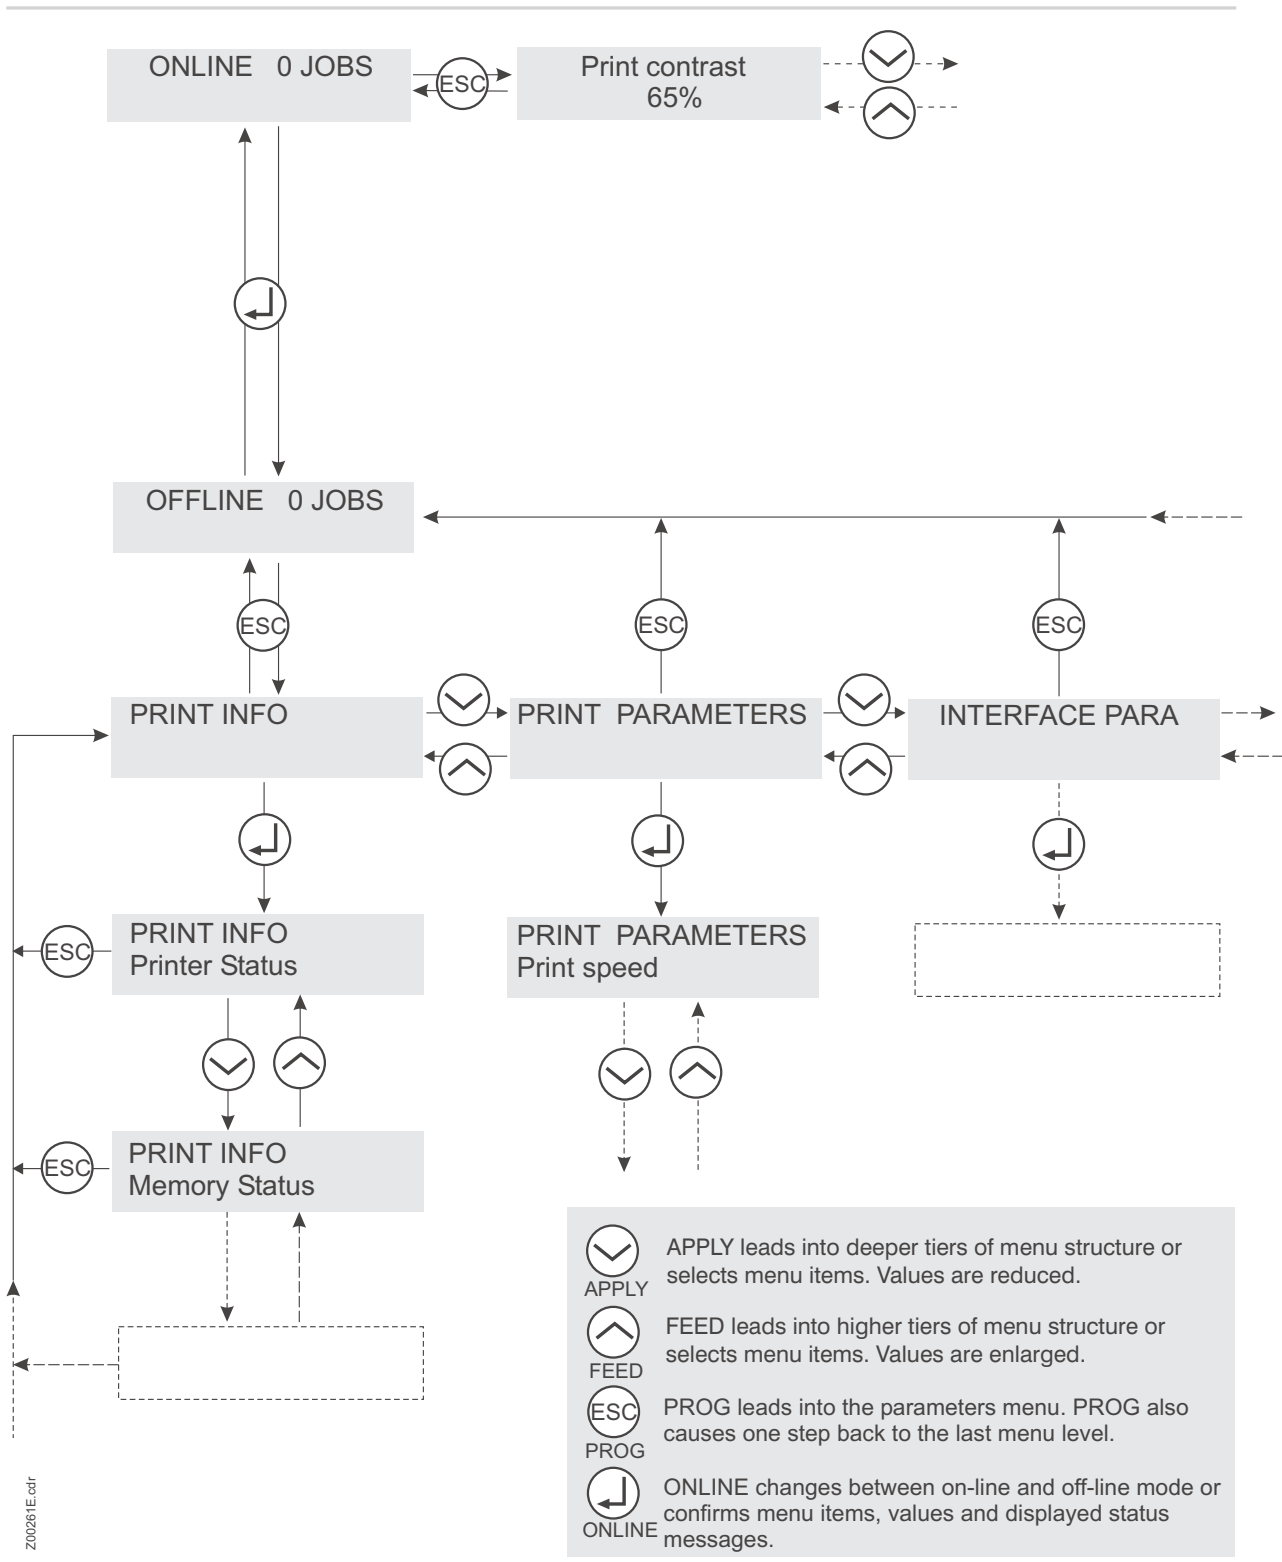 ONLINE 0 JOBS
ESC
Print contrast
65%
OFFLINE 0 JOBS
ESC
ESC
ESC
PRINT INFO
PRINT PARAMETERS
INTERFACE PARA
PRINT INFO
Printer Status
ESC
PRINT PARAMETERS
Print speed
PRINT INFO
Memory Status
ESC
APPLY
APPLY leads into deeper tiers of menu structure or
selects menu items. Values are reduced.
FEED
FEED leads into higher tiers of menu structure or
selects menu items. Values are enlarged.
ESC
PROG
PROG leads into the parameters menu. PROG also
causes one step back to the last menu level.
ONLINE
ONLINE changes between on-line and off-line mode or
confirms menu items, values and displayed status
messages.
Z00261E.cdr